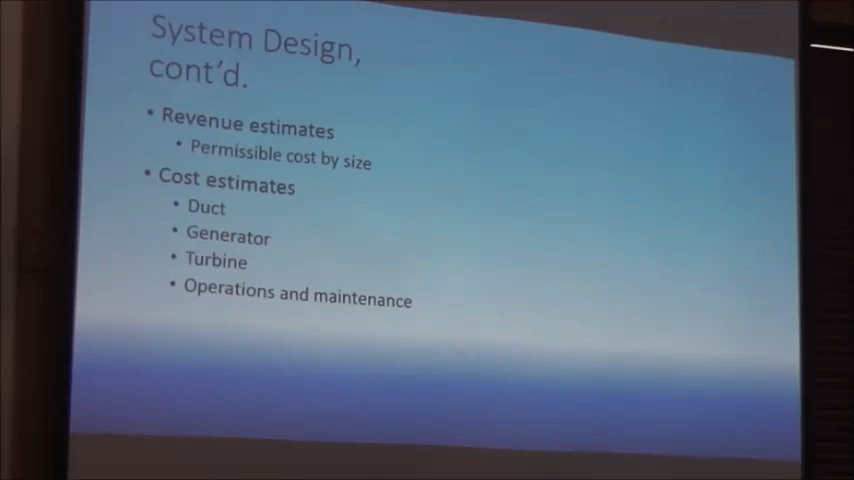 System Design,
cont'd.
• Revenue estimates
• Permissible cost by size
• Cost estimates
• Duct
• Generator
• Turbine
• Operations and maintenance